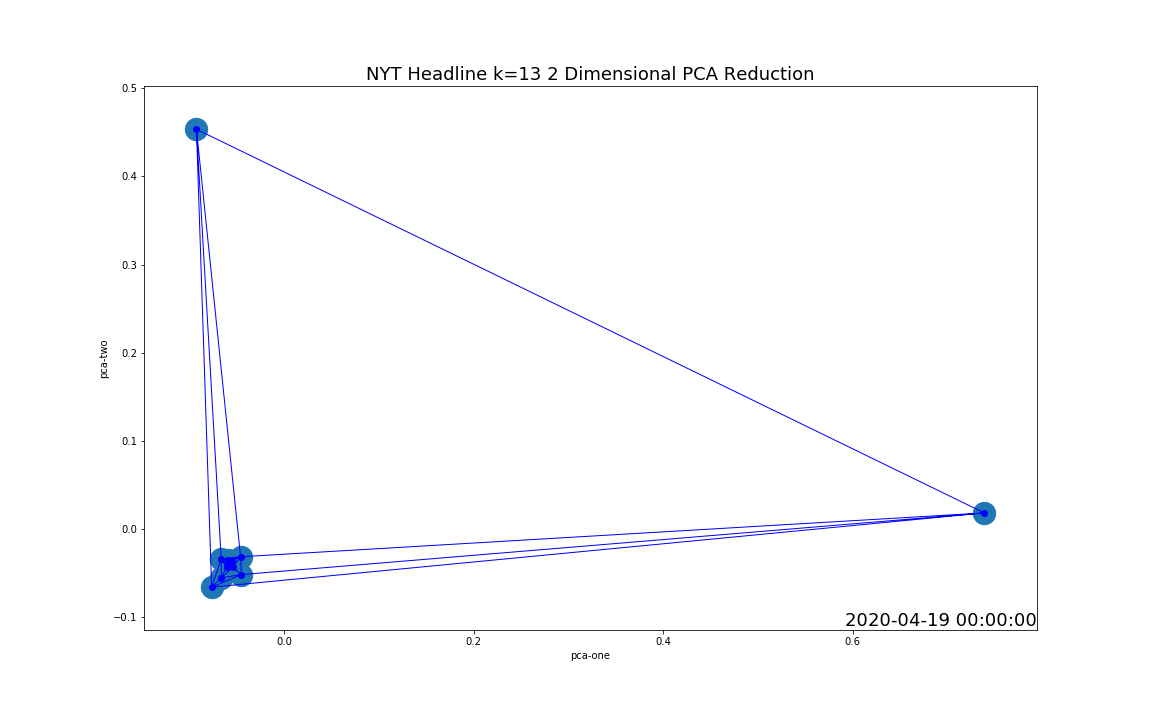 NYT Headline k=13 2 Dimensional PCA Reduction
0.5
0.4
0.3
0.2
0.1
0.0
−0.1
pca-two
2020-04-19 00:00:00
0.0 0.2 0.4 0.6
pca-one